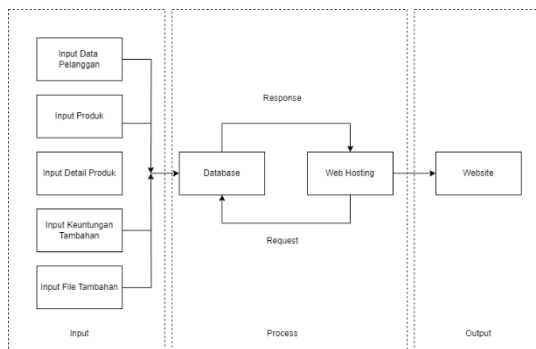 Input Data
Pelanggan
Input Produk
Input Detail Produk
Input Keuntungan
Tambahan
Input File Tambahan
Input
Response
Database
Web Hosting
Request
Process
Website
Output